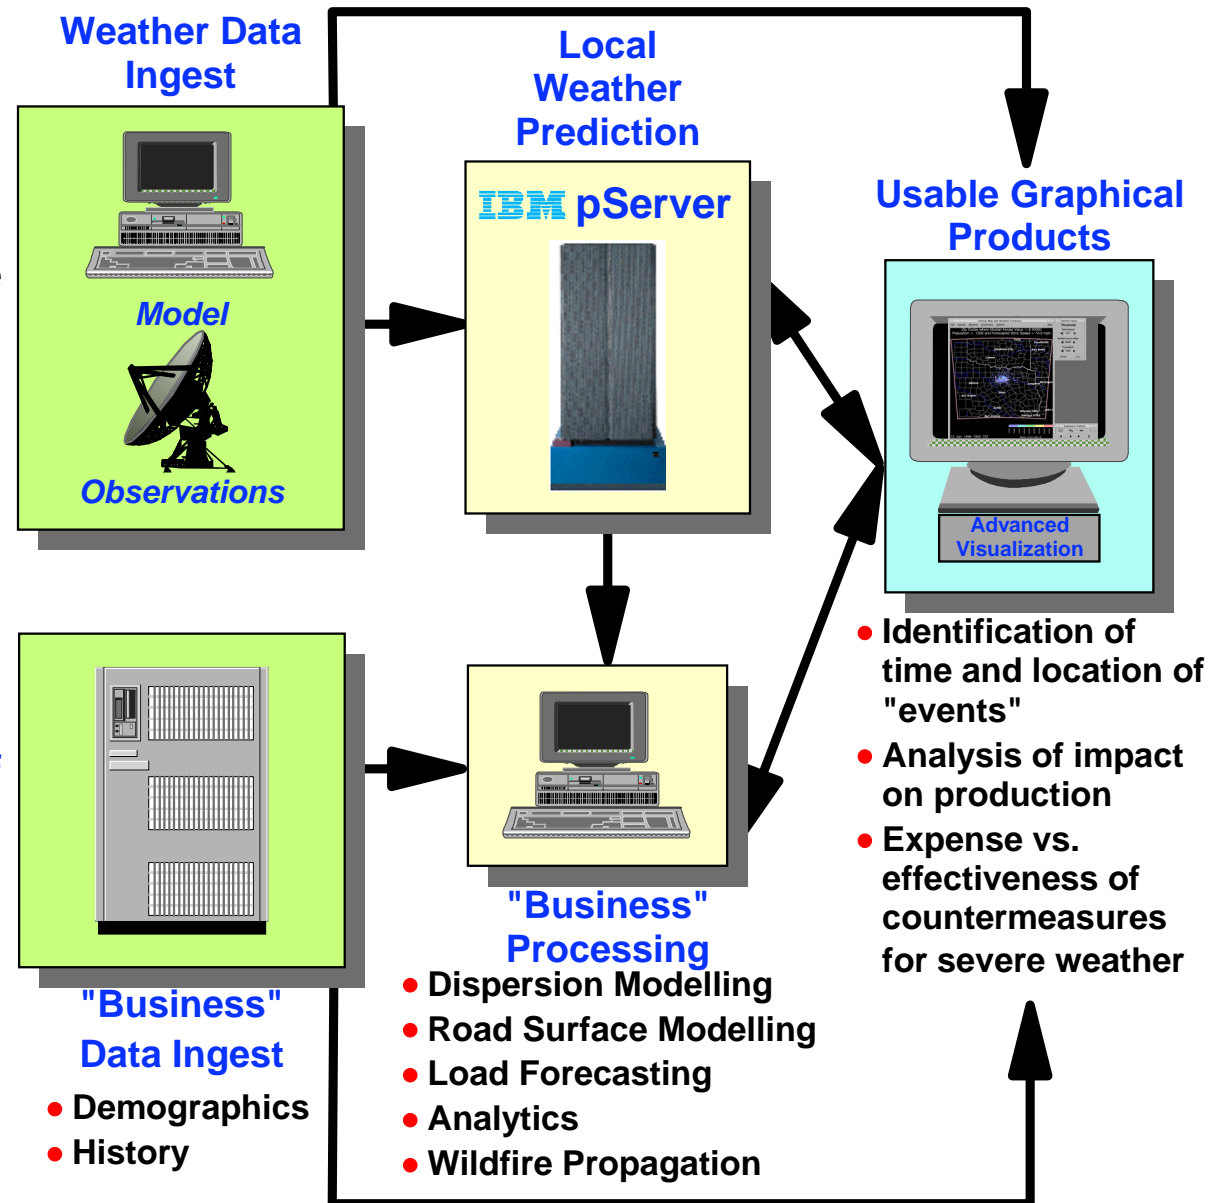 Weather Data
Ingest
Model
Observations
Local
Weather
Prediction
IBM pServer
Usable Graphical
Products
Advanced
Visualization
Identification of
time and location of
"events"
Analysis of impact
on production
Expense vs.
effectiveness of
countermeasures
for severe weather
"Business"
Processing
Dispersion Modelling
Road Surface Modelling
Load Forecasting
Analytics
Wildfire Propagation
"Business"
Data Ingest
Demographics
History